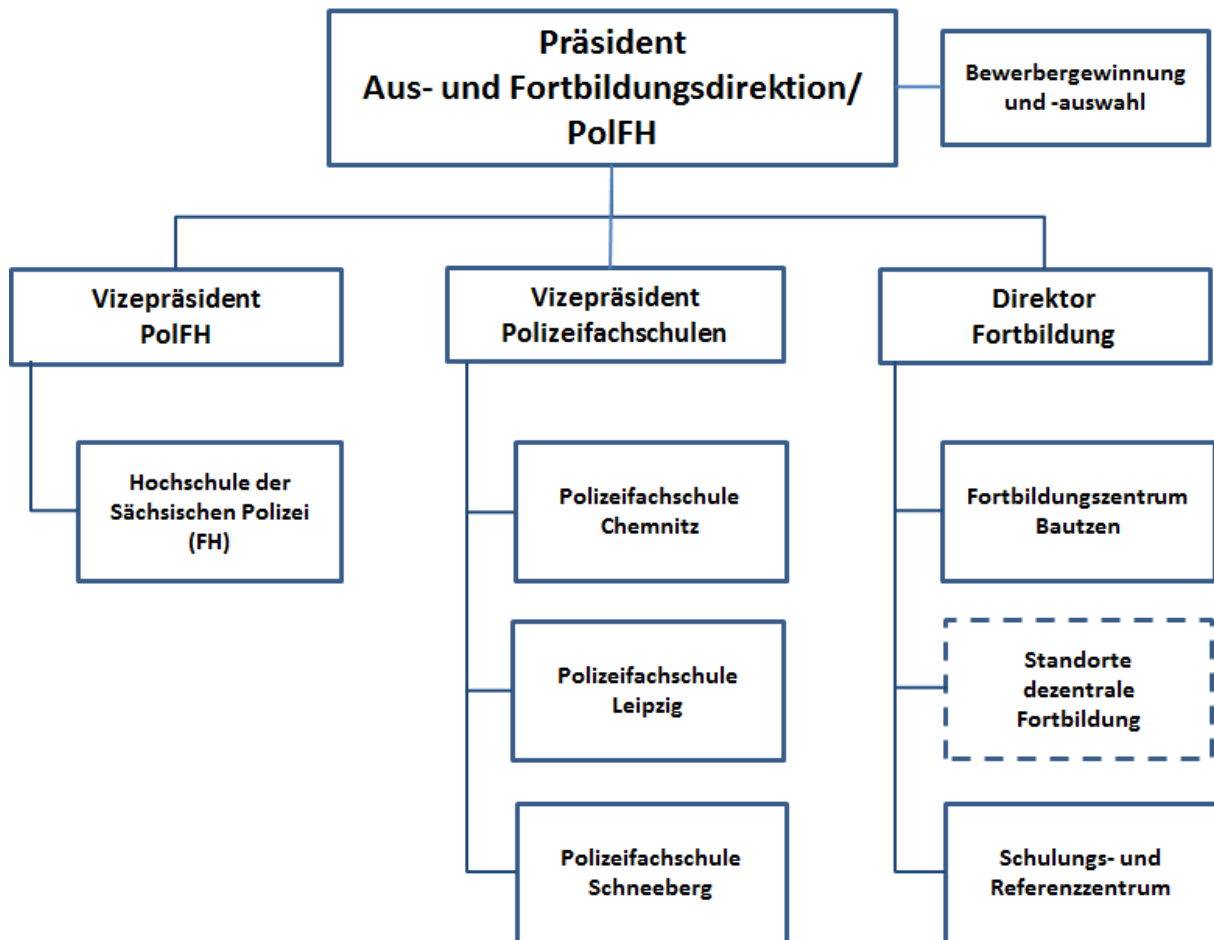 Präsident
Aus- und Fortbildungsdirektion/
PolFH
Bewerbergewinnung
und -auswahl
Vizepräsident
PolFH
Vizepräsident
Polizeifachschulen
Direktor
Fortbildung
Hochschule der
Sächsischen Polizei
(FH)
Polizeifachschule
Chemnitz
Fortbildungszentrum
Bautzen
Polizeifachschule
Leipzig
Standorte
dezentrale
Fortbildung
Polizeifachschule
Schneeberg
Schulungs- und
Referenzzentrum